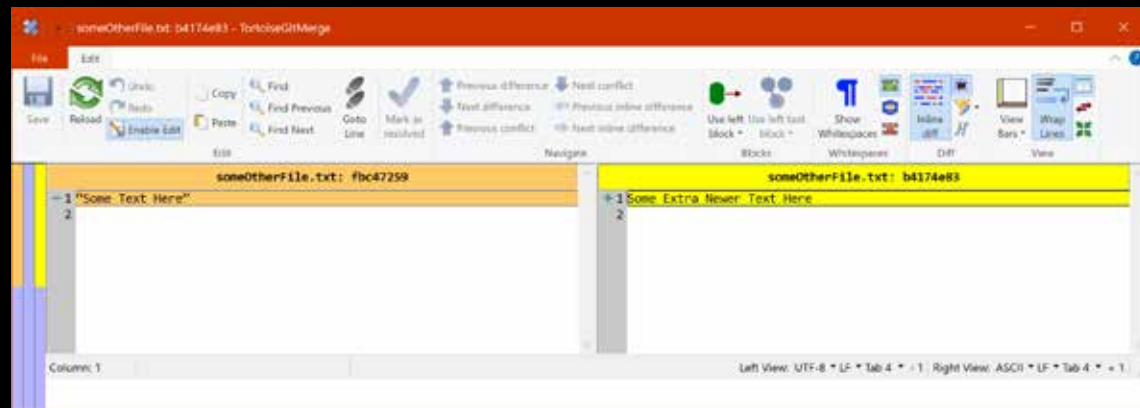 someOtherFile.txt: b4174e83 - TortoiseGitMerge
File Edit
Save Reload Undo Redo Enable Edit Copy Paste Find Find Previous Find Next Goto Line Mark as resolved
Previous difference Next difference Previous conflict Next conflict Previous inline difference Next inline difference
Use left block Use left text block Show Whitespaces Inline diff View Bars Wrap Lines
Edit Navigate Blocks Whitespaces Diff View
someOtherFile.txt: fbc47259 someOtherFile.txt: b4174e83
1 "Some Text Here" 1 Some Extra Newer Text Here
2 2
Column: 1 Left View: UTF-8 * LF * Tab 4 * - 1 Right View: ASCII * LF * Tab 4 * + 1